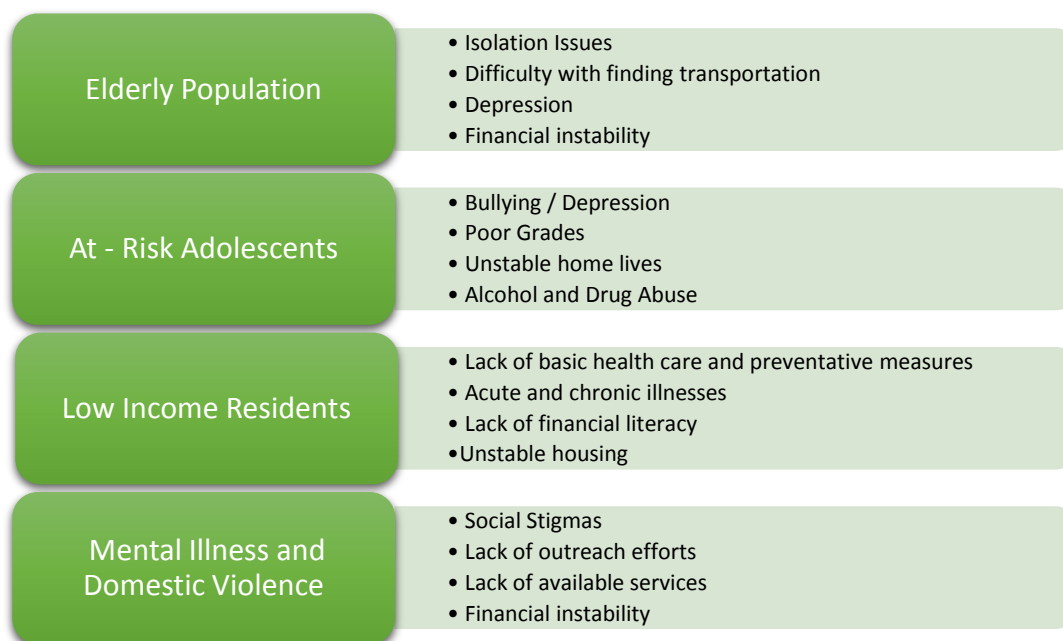 Elderly Population
• Isolation Issues
• Difficulty with finding transportation
• Depression
• Financial instability
At - Risk Adolescents
• Bullying / Depression
• Poor Grades
• Unstable home lives
• Alcohol and Drug Abuse
Low Income Residents
• Lack of basic health care and preventative measures
• Acute and chronic illnesses
• Lack of financial literacy
•Unstable housing
Mental Illness and
Domestic Violence
• Social Stigmas
• Lack of outreach efforts
• Lack of available services
• Financial instability